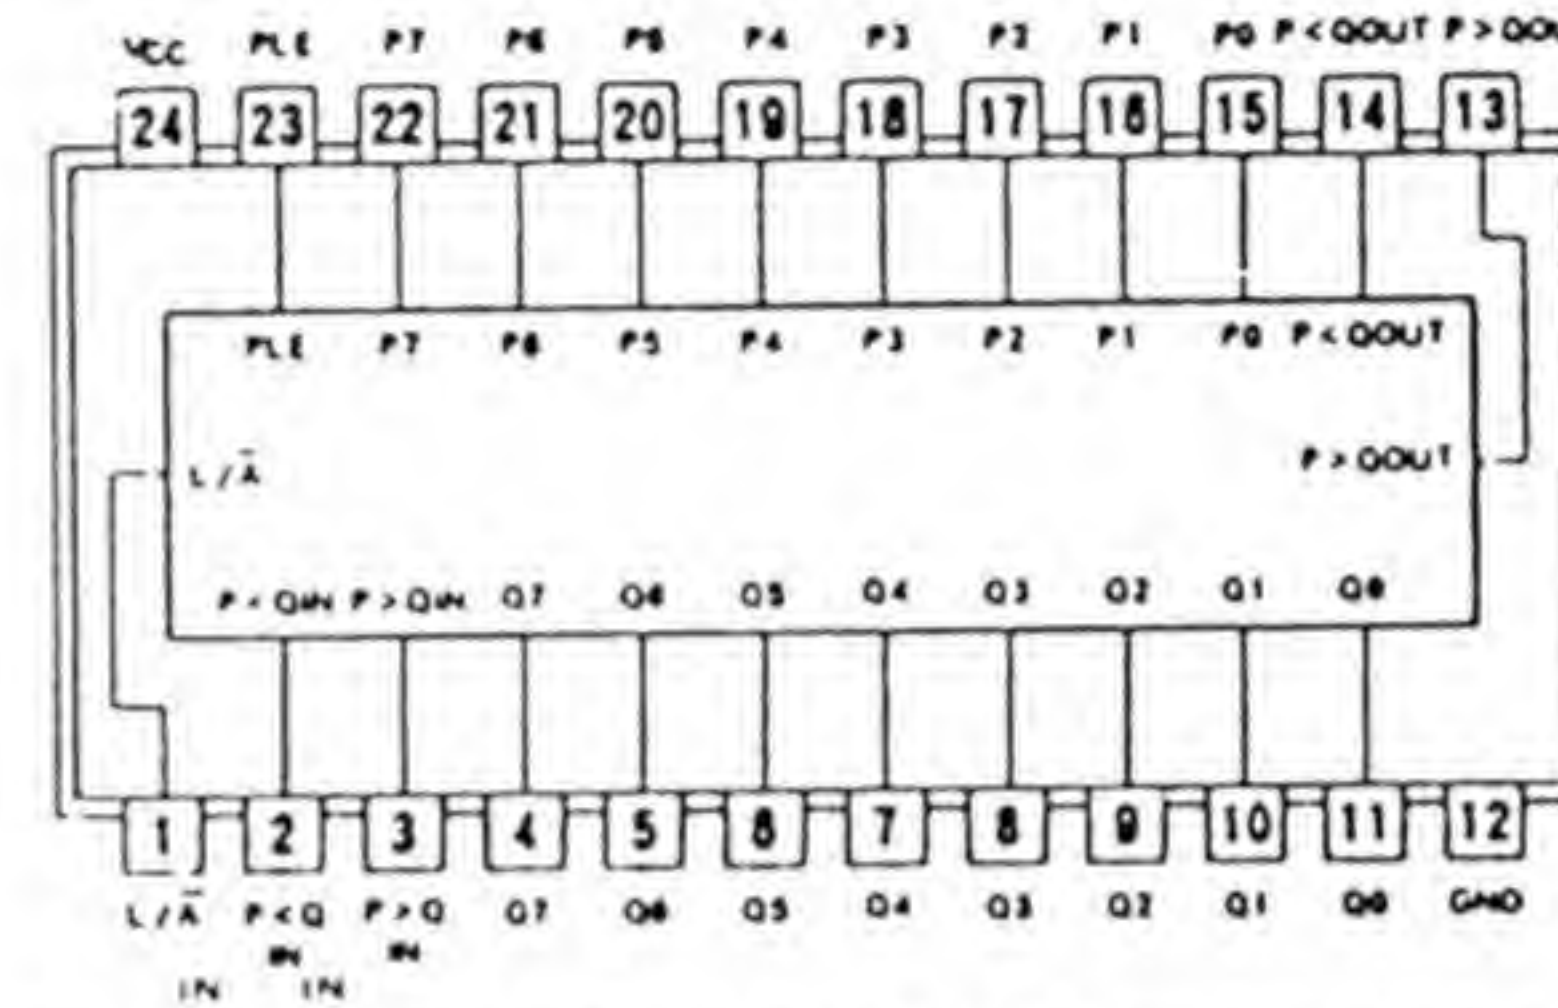 VCC PLE P7 P6 P5 P4 P3 P2 P1 P0 P<QOUT P>QOU
24 23 22 21 20 19 18 17 16 15 14 13
PLE P7 P6 P5 P4 P3 P2 P1 P0 P<QOUT
L/Ā P>QOUT
P<QIN P>QIN Q7 Q6 Q5 Q4 Q3 Q2 Q1 Q0
1 2 3 4 5 6 7 8 9 10 11 12
L/Ā P<Q P>Q Q7 Q6 Q5 Q4 Q3 Q2 Q1 Q0 GND
IN IN
IN IN